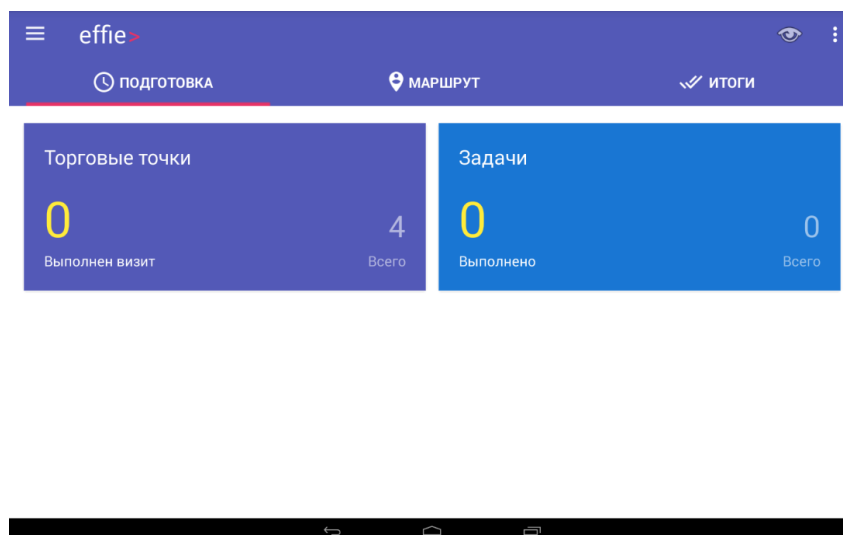 effie>
ПОДГОТОВКА
МАРШРУТ
ИТОГИ
Торговые точки
0
4
Выполнен визит
Всего
Задачи
0
0
Выполнено
Всего